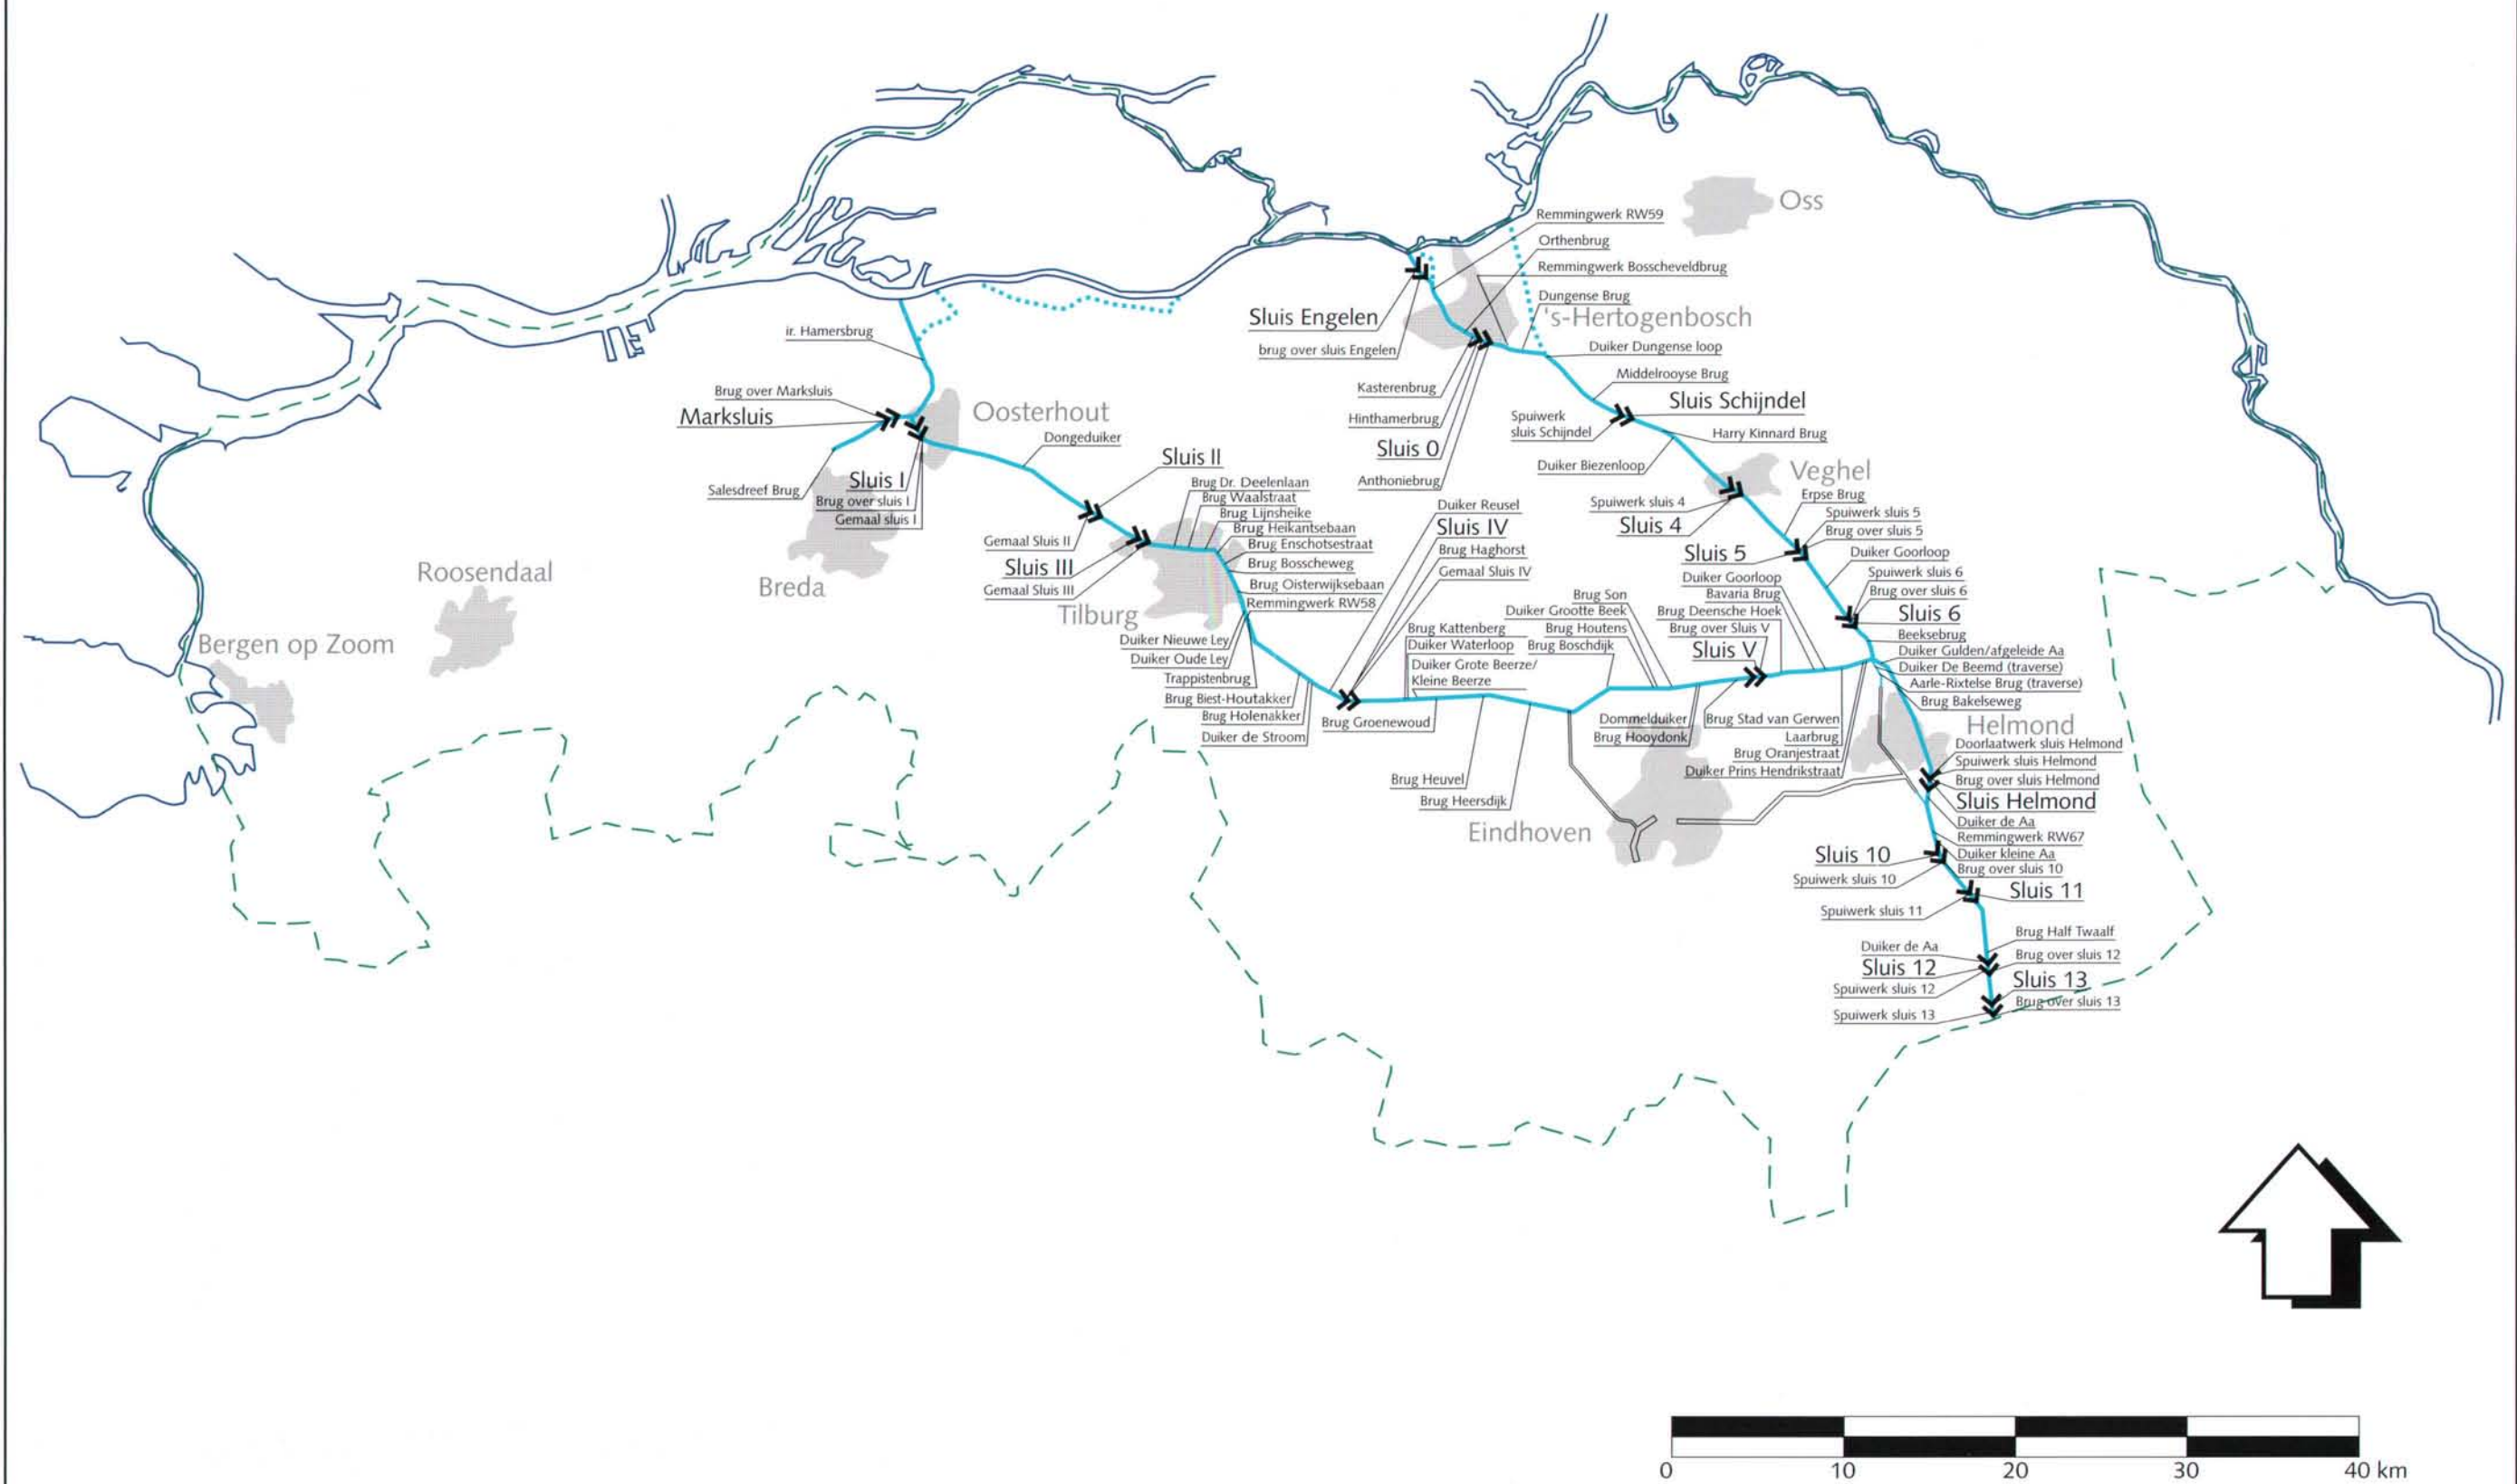 Oss
Remmingwerk RW59
Orthenbrug
Remmingwerk Bosscheveldbrug
Dungense Brug
Sluis Engelen
's-Hertogenbosch
brug over sluis Engelen
Duiker Dungense loop
ir. Hamersbrug
Middelrooyse Brug
Kasterenbrug
Brug over Marksluis
Marksluis
Oosterhout
Sluis Schijndel
Hinthamerbrug
Spuiwerk
sluis Schijndel
Harry Kinnard Brug
Dongeduiker
Sluis 0
Sluis II
Duiker Biezenloop
Veghel
Anthoniebrug
Salesdreef Brug
Sluis I
Brug over sluis I
Gemaal sluis I
Brug Dr. Deelenlaan
Brug Waalstraat
Brug Lijnsheike
Brug Heikantsebaan
Brug Enschotsestraat
Brug Bosscheweg
Brug Oisterwijksebaan
Remmingwerk RW58
Duiker Reusel
Sluis IV
Brug Haghorst
Gemaal Sluis IV
Spuiwerk sluis 4
Sluis 4
Erpse Brug
Spuiwerk sluis 5
Brug over sluis 5
Sluis 5
Duiker Goorloop
Gemaal Sluis II
Sluis III
Gemaal Sluis III
Breda
Tilburg
Roosendaal
Bergen op Zoom
Duiker Goorloop
Bavaria Brug
Brug Deensche Hoek
Brug over Sluis V
Sluis V
Spuiwerk sluis 6
Brug over sluis 6
Sluis 6
Beeksebrug
Duiker Gulden/afgeleide Aa
Duiker De Beemd (traverse)
Aarle-Rixtelse Brug (traverse)
Brug Bakelseweg
Brug Son
Duiker Grootte Beek
Brug Houtens
Brug Boschdijk
Brug Kattenberg
Duiker Waterloop
Duiker Grote Beerze/
Kleine Beerze
Duiker Nieuwe Ley
Duiker Oude Ley
Trappistenbrug
Brug Biest-Houtakker
Brug Holenakker
Duiker de Stroom
Brug Groenewoud
Brug Heuvel
Brug Heersdijk
Dommelduiker
Brug Hooydonk
Brug Stad van Gerwen
Laarbrug
Brug Oranjestraat
Duiker Prins Hendrikstraat
Helmond
Doorlaatwerk sluis Helmond
Spuiwerk sluis Helmond
Brug over sluis Helmond
Sluis Helmond
Eindhoven
Duiker de Aa
Remmingwerk RW67
Duiker kleine Aa
Brug over sluis 10
Sluis 10
Spuiwerk sluis 10
Sluis 11
Spuiwerk sluis 11
Brug Half Twaalf
Duiker de Aa
Brug over sluis 12
Sluis 12
Spuiwerk sluis 12
Sluis 13
Brug over sluis 13
Spuiwerk sluis 13
0 10 20 30 40 km